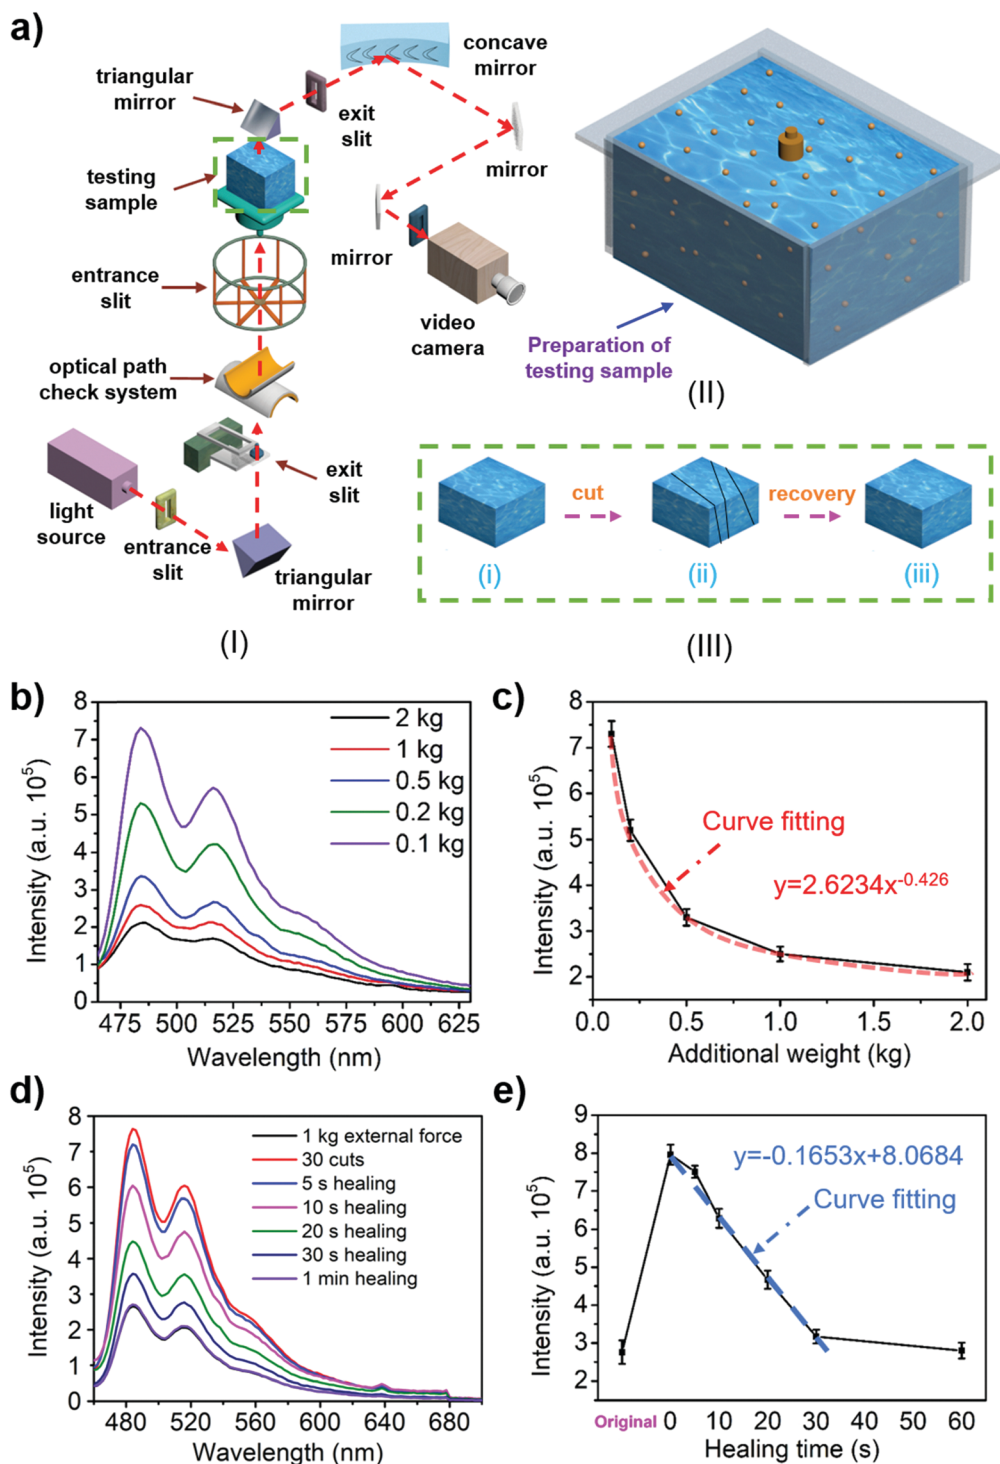 a)
concave
mirror
triangular
mirror
exit
slit
mirror
testing
sample
mirror
entrance
slit
video
camera
Preparation of
testing sample
(II)
optical path
check system
exit
slit
light
source
entrance
slit
triangular
mirror
(I)
cut
recovery
(i)
(ii)
(iii)
(III)
b)
8
7
6
5
4
3
2
1
0
Intensity (a.u. 10⁵)
2 kg
1 kg
0.5 kg
0.2 kg
0.1 kg
475 500 525 550 575 600 625
Wavelength (nm)
c)
8
7
6
5
4
3
2
Intensity (a.u. 10⁵)
Curve fitting
y=2.6234x⁻⁰·⁴²⁶
0.0 0.5 1.0 1.5 2.0
Additional weight (kg)
d)
8
7
6
5
4
3
2
1
0
Intensity (a.u. 10⁵)
1 kg external force
30 cuts
5 s healing
10 s healing
20 s healing
30 s healing
1 min healing
480 520 560 600 640 680
Wavelength (nm)
e)
9
8
7
6
5
4
3
2
Intensity (a.u. 10⁵)
y=-0.1653x+8.0684
Curve fitting
Original 0 10 20 30 40 50 60
Healing time (s)